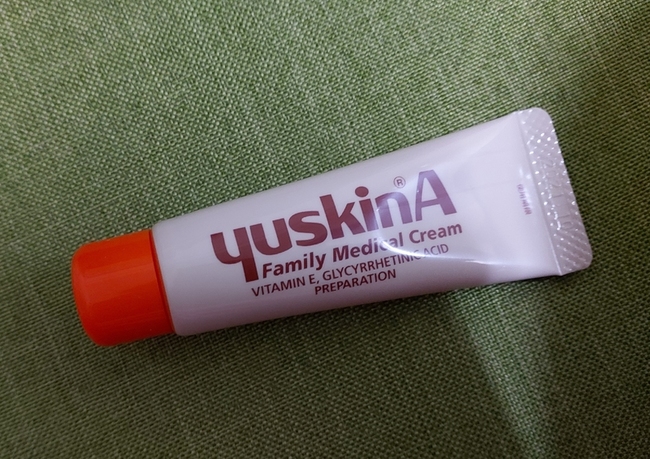 yuskinA®
Family Medical Cream
VITAMIN E, GLYCYRRHETINIC ACID
PREPARATION